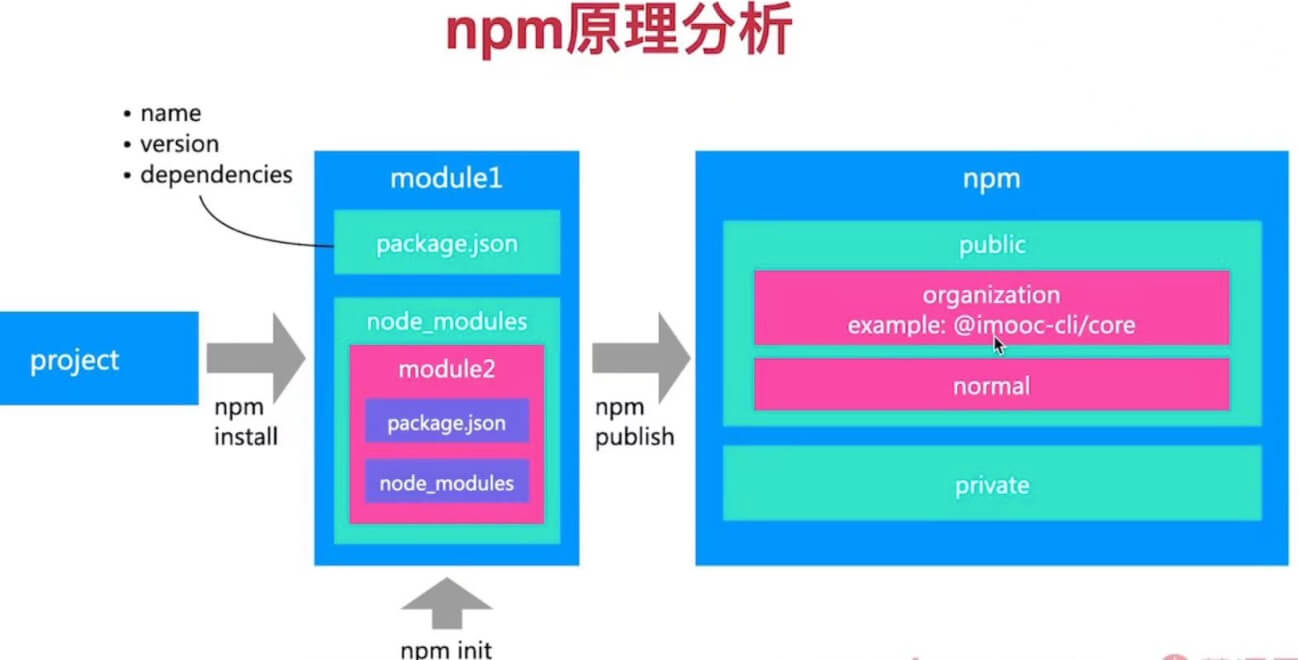 npm原理分析
• name
• version
• dependencies
module1
package.json
node_modules
module2
package.json
node_modules
project
npm
install
npm
publish
npm init
npm
public
organization
example: @imooc-cli/core
normal
private